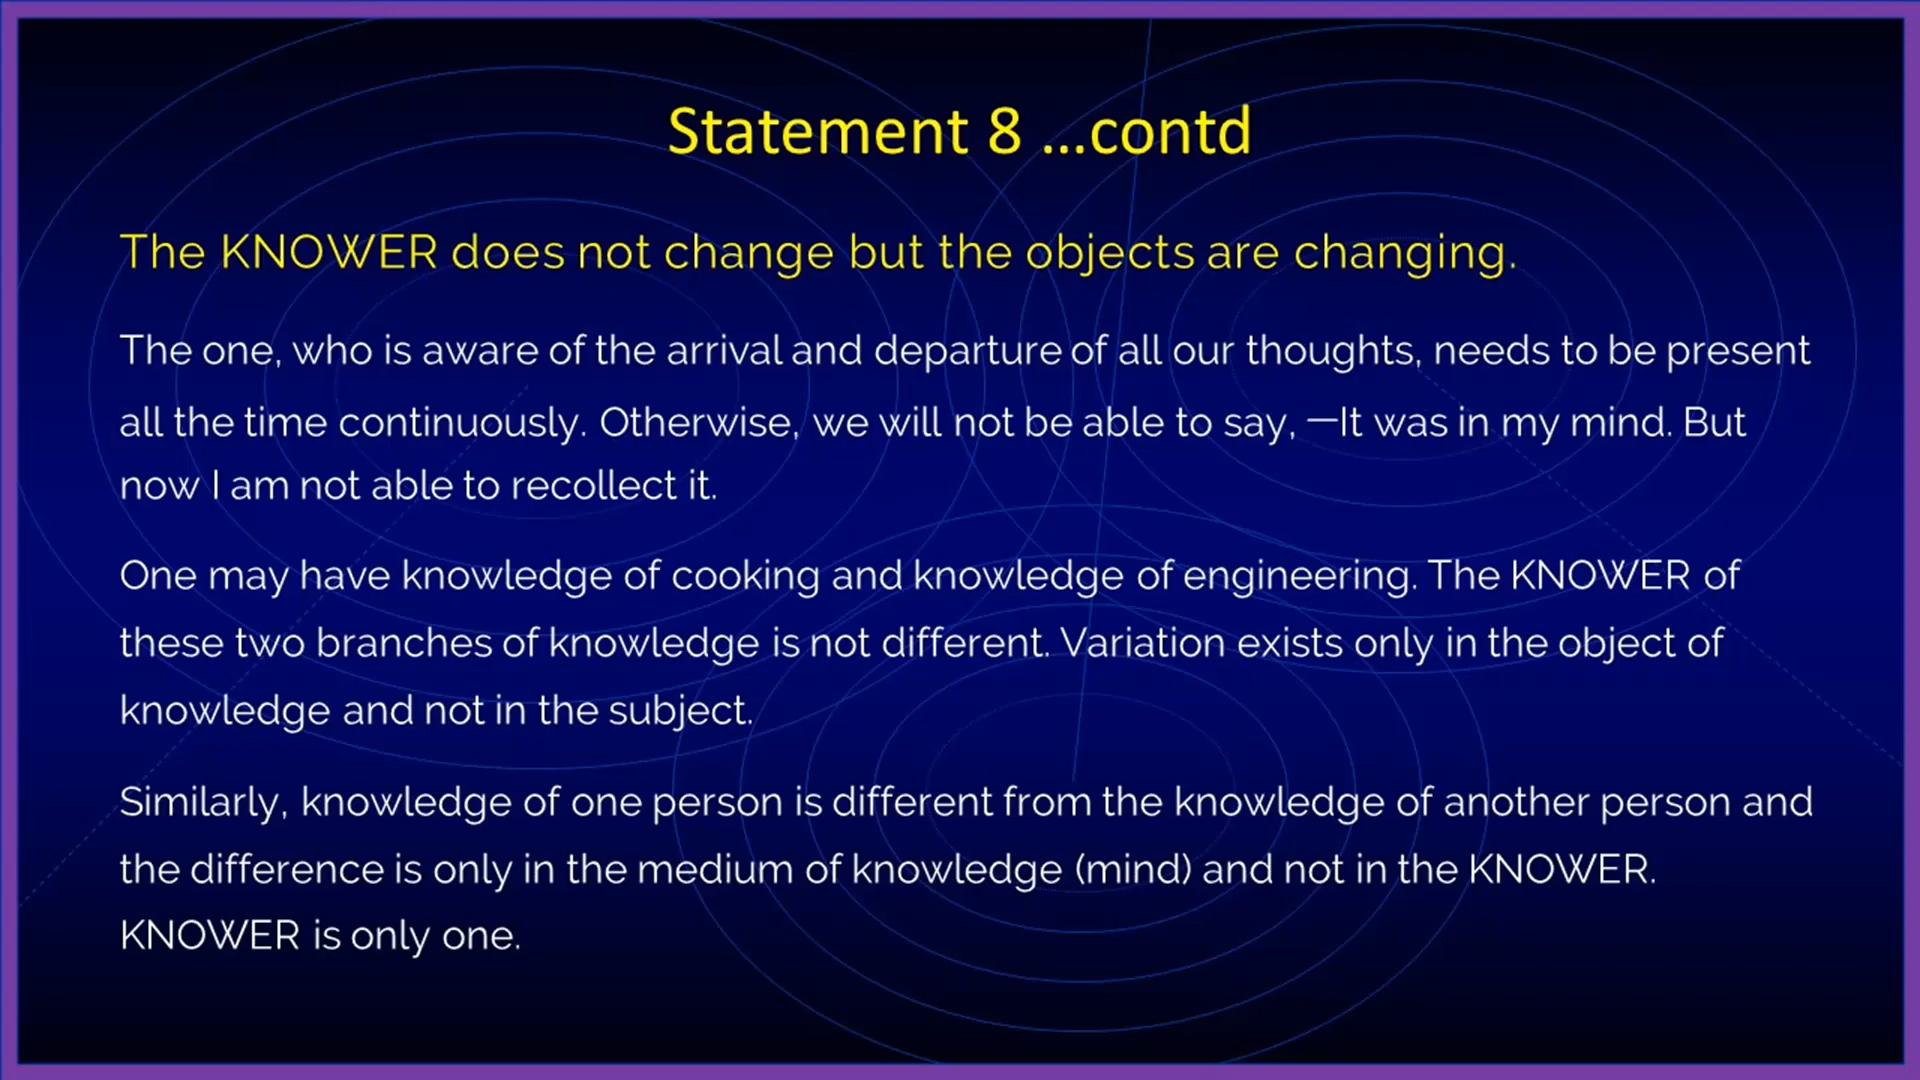 Statement 8 ...contd
The KNOWER does not change but the objects are changing.
The one, who is aware of the arrival and departure of all our thoughts, needs to be present
all the time continuously. Otherwise, we will not be able to say, ―It was in my mind. But
now I am not able to recollect it.
One may have knowledge of cooking and knowledge of engineering. The KNOWER of
these two branches of knowledge is not different. Variation exists only in the object of
knowledge and not in the subject.
Similarly, knowledge of one person is different from the knowledge of another person and
the difference is only in the medium of knowledge (mind) and not in the KNOWER.
KNOWER is only one.